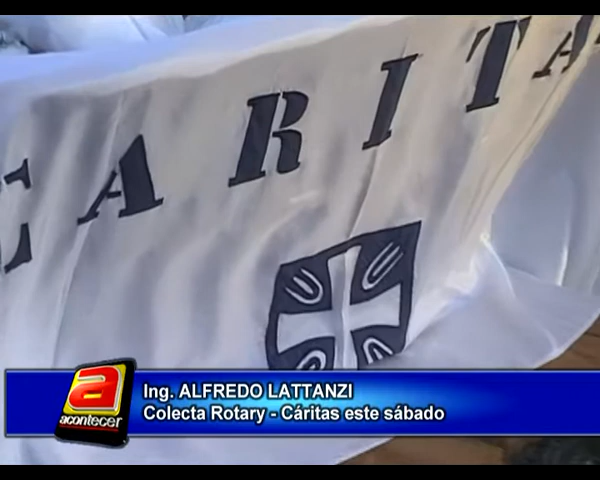 CARITA
Ing. ALFREDO LATTANZI
Colecta Rotary - Cáritas este sábado
a
acontecer